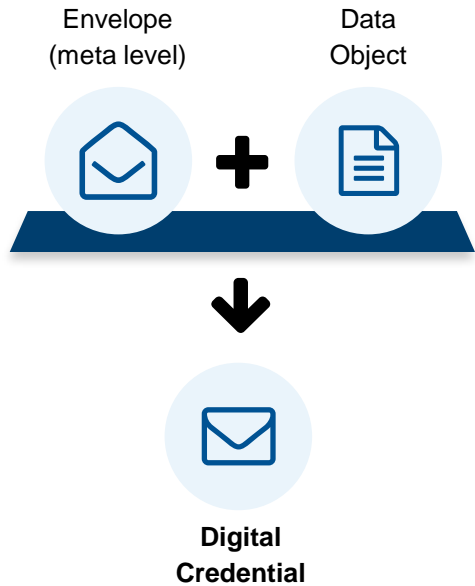 Envelope
(meta level)
Data
Object
Digital
Credential